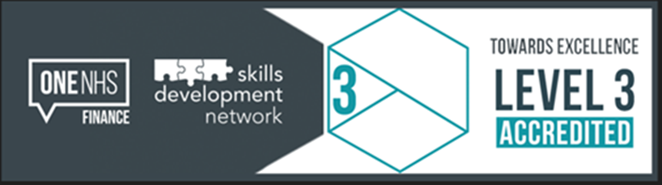 ONE NHS
FINANCE
skills
development
network
3
TOWARDS EXCELLENCE
LEVEL 3
ACCREDITED